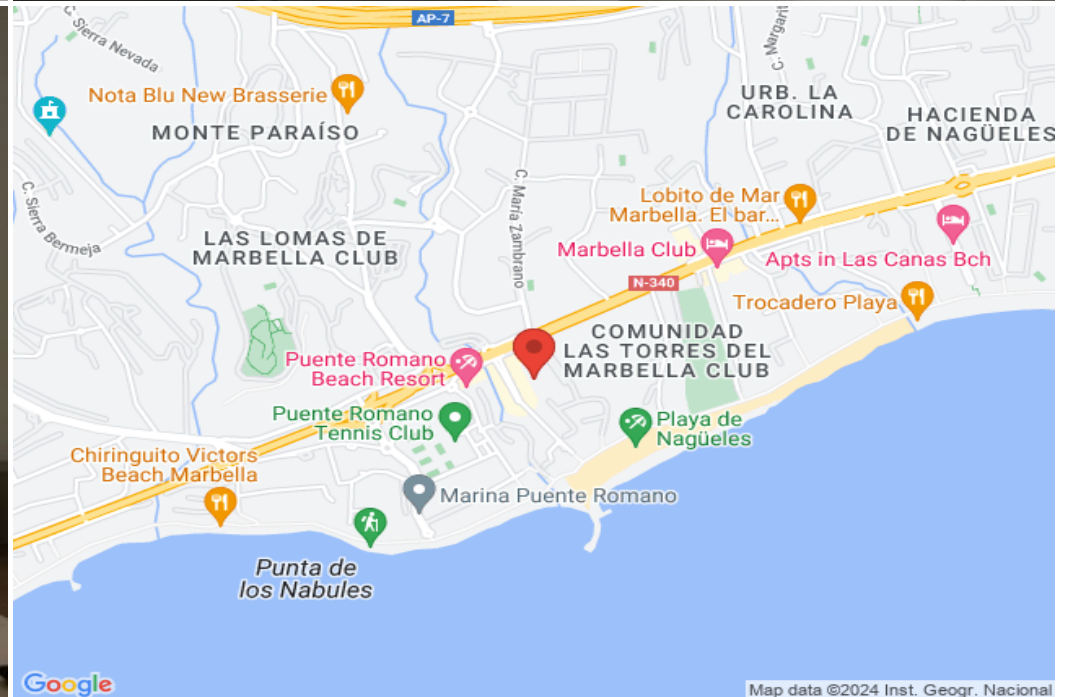 AP-7
C. Sierra Nevada
C. Margarit
Nota Blu New Brasserie
URB. LA
CAROLINA
MONTE PARAÍSO
HACIENDA
DE NAGÜELES
C. María Zambrano
C. Sierra Bermeja
Lobito de Mar
Marbella. El bar...
LAS LOMAS DE
MARBELLA CLUB
Marbella Club
Apts in Las Canas Bch
N-340
Trocadero Playa
COMUNIDAD
LAS TORRES DEL
MARBELLA CLUB
Puente Romano
Beach Resort
Puente Romano
Tennis Club
Playa de
Nagüeles
Chiringuito Victors
Beach Marbella
Marina Puente Romano
Punta de
los Nabules
Google
Map data ©2024 Inst. Geogr. Nacional